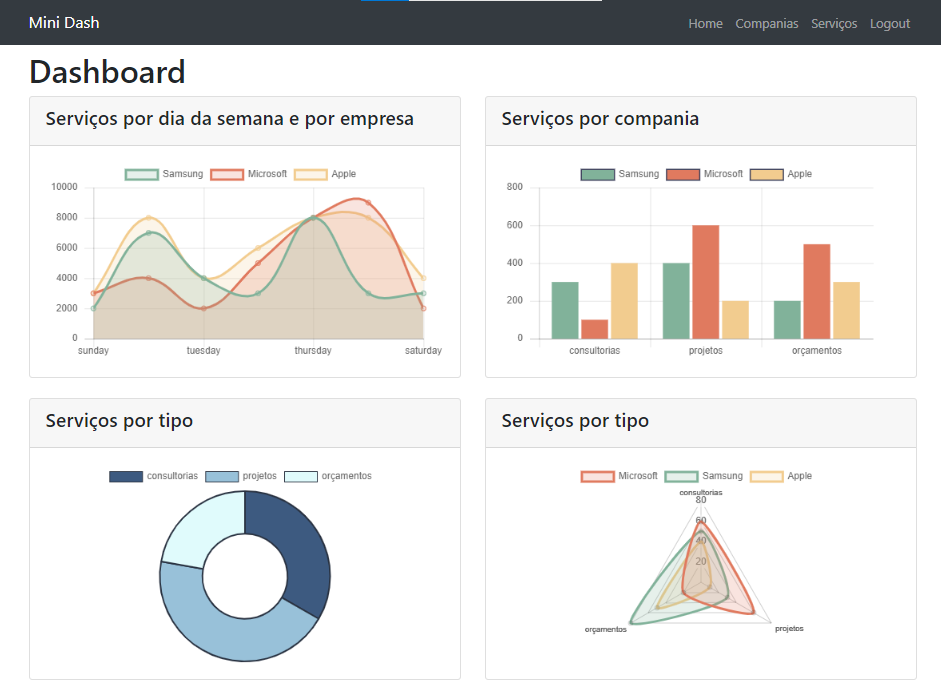 Mini Dash
Home Companias Serviços Logout
Dashboard
Serviços por dia da semana e por empresa
Samsung Microsoft Apple
10000
8000
6000
4000
2000
0
sunday tuesday thursday saturday
Serviços por compania
Samsung Microsoft Apple
800
600
400
200
0
consultorias projetos orçamentos
Serviços por tipo
consultorias projetos orçamentos
Serviços por tipo
Microsoft Samsung Apple
consultorias
80
60
40
20
orçamentos projetos